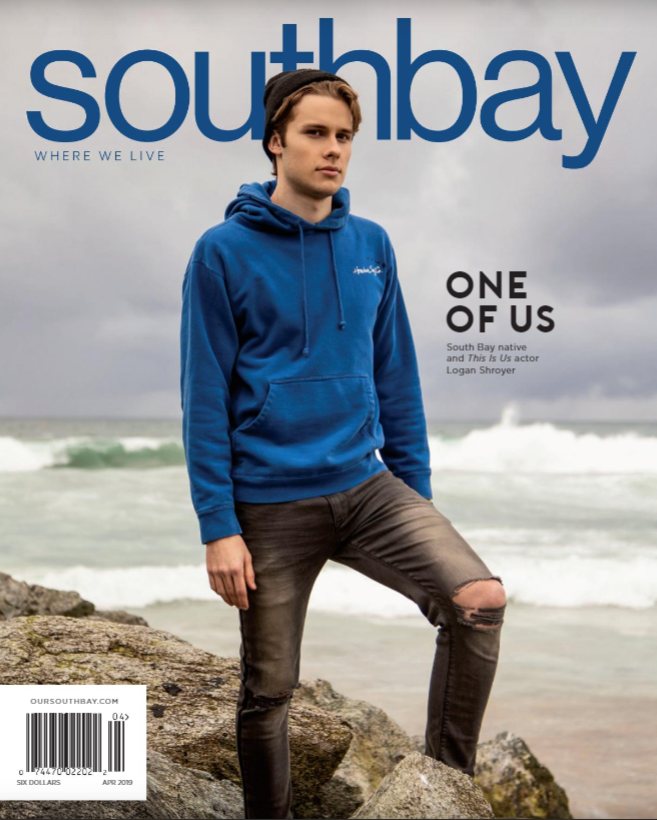 southbay
WHERE WE LIVE
ONE
OF US
South Bay native
and This Is Us actor
Logan Shroyer
OURSOUTHBAY.COM
04>
0 74470 02202 2
SIX DOLLARS
APR 2019